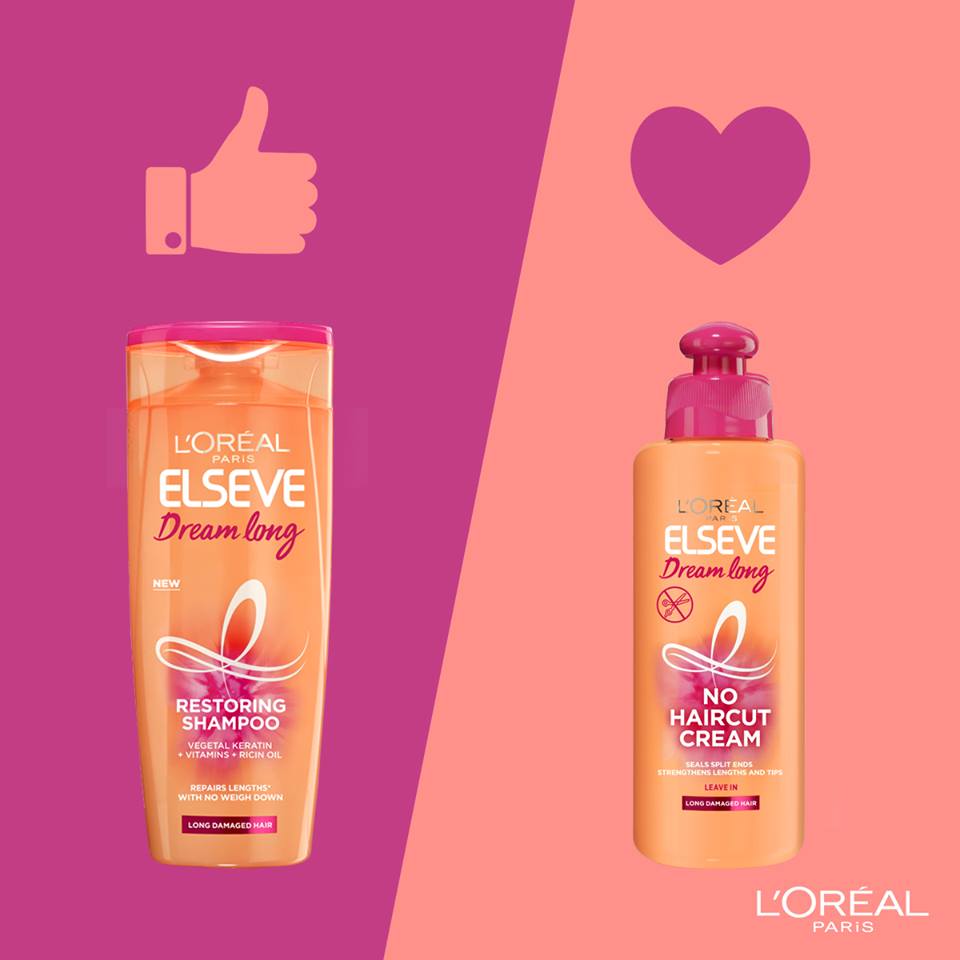 L'ORÉAL
PARIS
ELSEVE
Dream long
NEW
RESTORING
SHAMPOO
VEGETAL KERATIN
+ VITAMINS + RICIN OIL
REPAIRS LENGTHS*
WITH NO WEIGH DOWN
LONG DAMAGED HAIR
L'ORÉAL
PARIS
ELSEVE
Dream long
NO
HAIRCUT
CREAM
SEALS SPLIT ENDS
STRENGTHENS LENGTHS AND TIPS
LEAVE IN
LONG DAMAGED HAIR
L'ORÉAL
PARiS